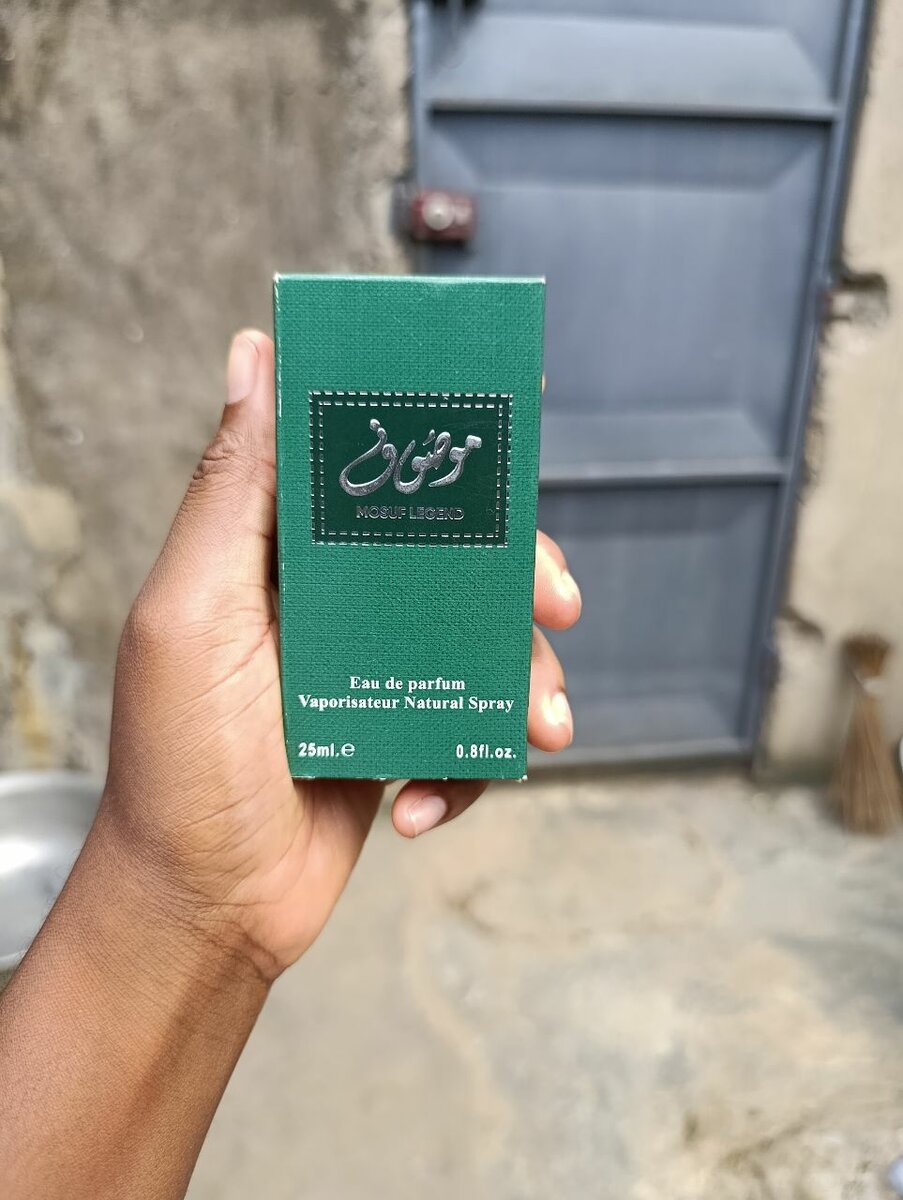 موصوف
MOSUF LEGEND
Eau de parfum
Vaporisateur Natural Spray
25ml.℮
0.8fl.oz.